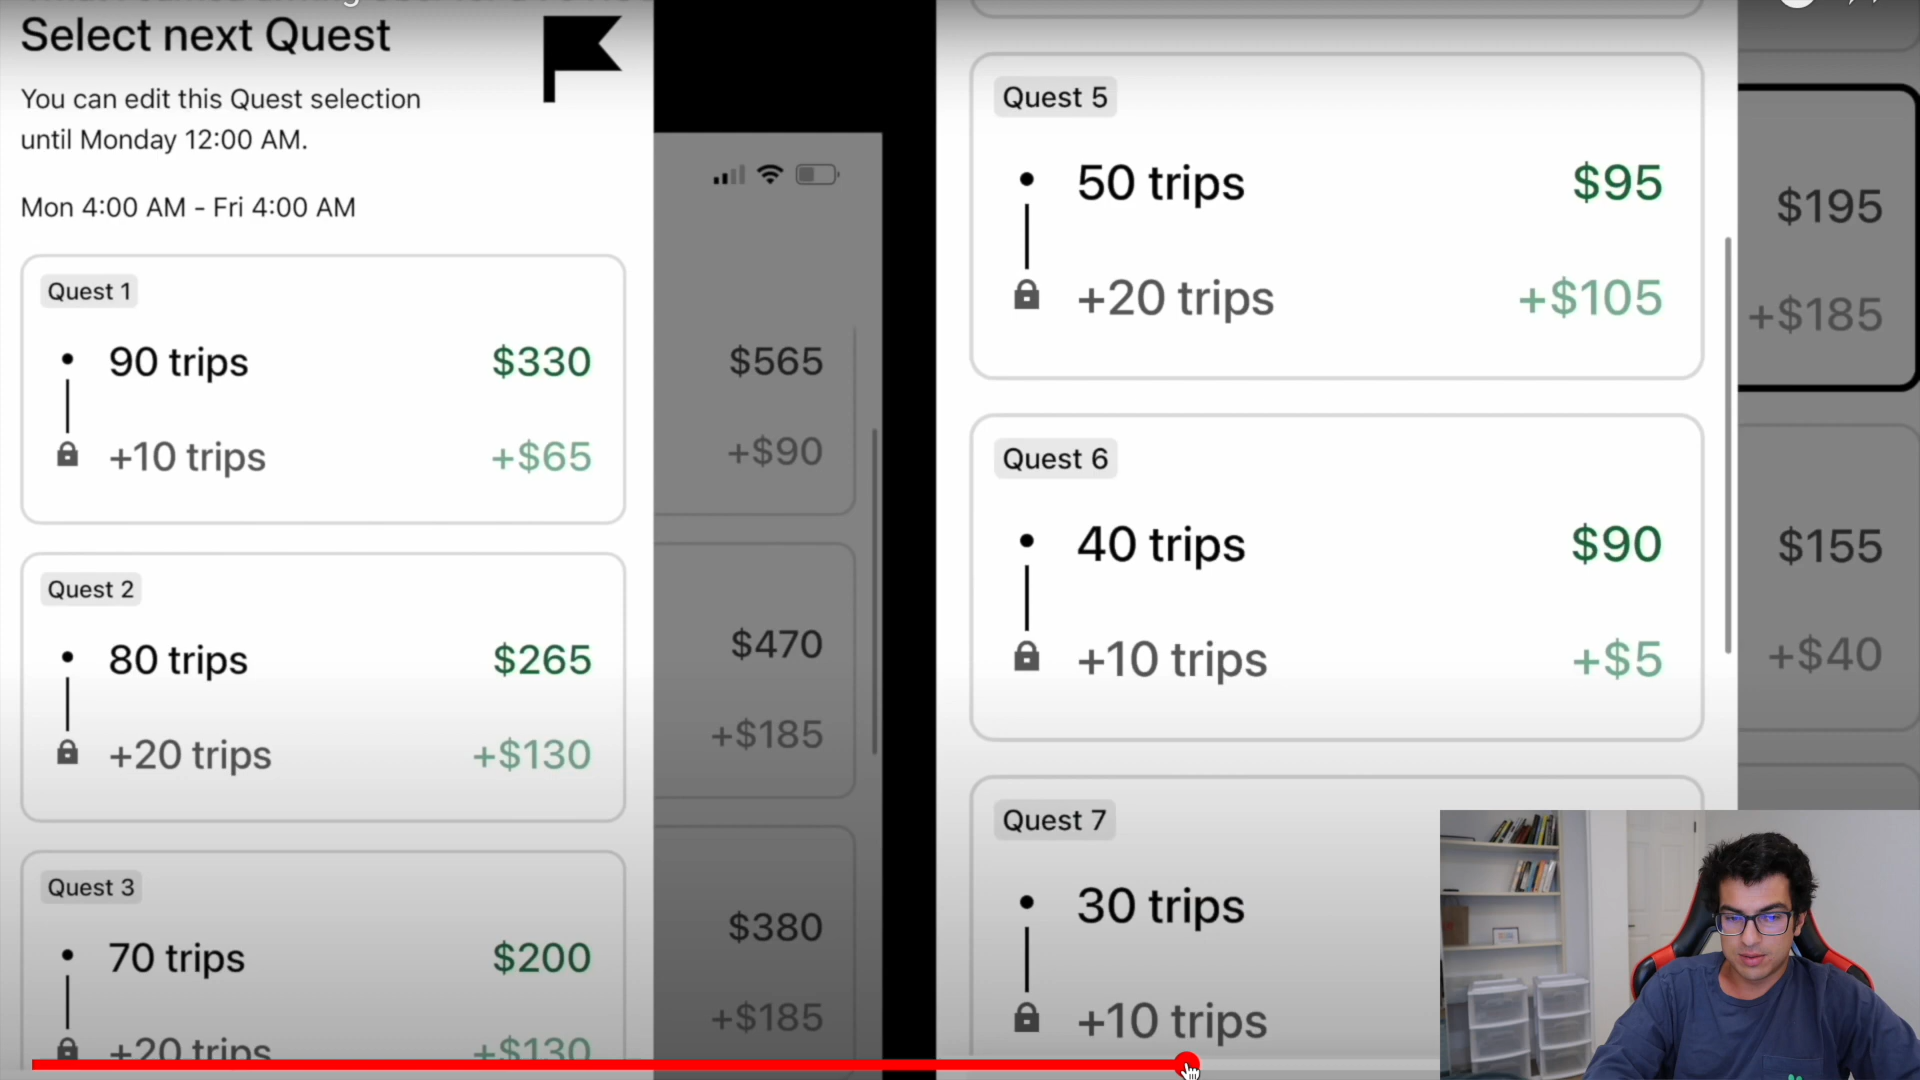 Select next Quest
You can edit this Quest selection
until Monday 12:00 AM.
Mon 4:00 AM - Fri 4:00 AM
Quest 1
90 trips $330
+10 trips +$65
Quest 2
80 trips $265
+20 trips +$130
Quest 3
70 trips $200
+20 trips +$130
$565
+$90
$470
+$185
$380
+$185
Quest 5
50 trips $95
+20 trips +$105
Quest 6
40 trips $90
+10 trips +$5
Quest 7
30 trips
+10 trips
$195
+$185
$155
+$40